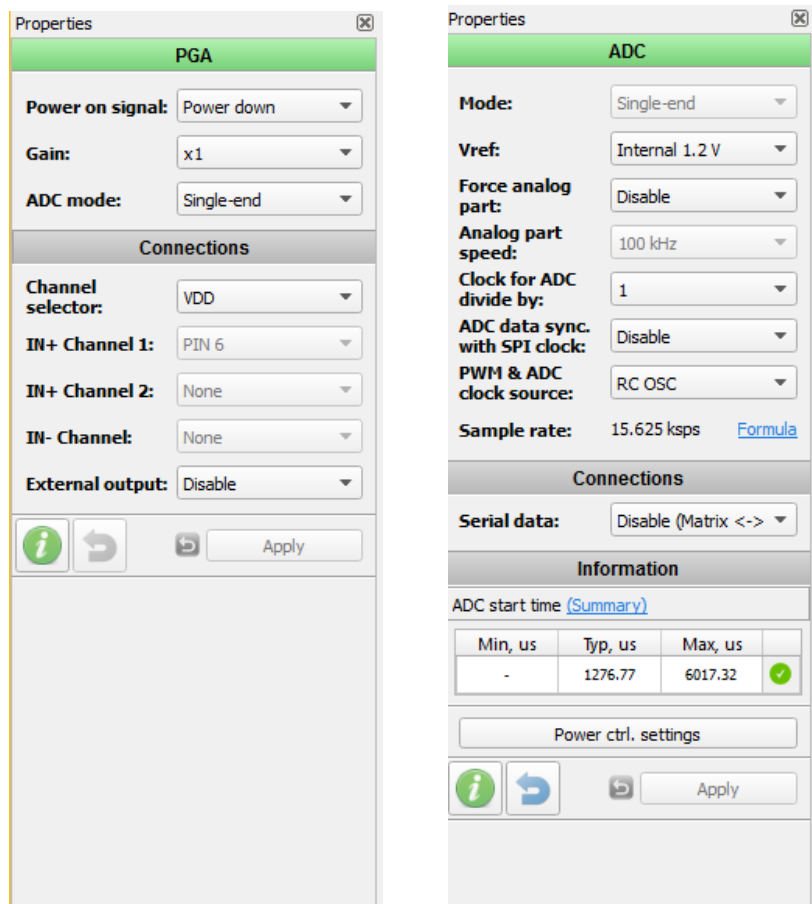 Properties
PGA
Power on signal: Power down
Gain: x1
ADC mode: Single-end
Connections
Channel
selector: VDD
IN+ Channel 1: PIN 6
IN+ Channel 2: None
IN- Channel: None
External output: Disable
Apply
Properties
ADC
Mode: Single-end
Vref: Internal 1.2 V
Force analog
part: Disable
Analog part
speed: 100 kHz
Clock for ADC
divide by: 1
ADC data sync.
with SPI clock: Disable
PWM & ADC
clock source: RC OSC
Sample rate: 15.625 ksps Formula
Connections
Serial data: Disable (Matrix <->
Information
ADC start time (Summary)
Min, us Typ, us Max, us
- 1276.77 6017.32
Power ctrl. settings
Apply